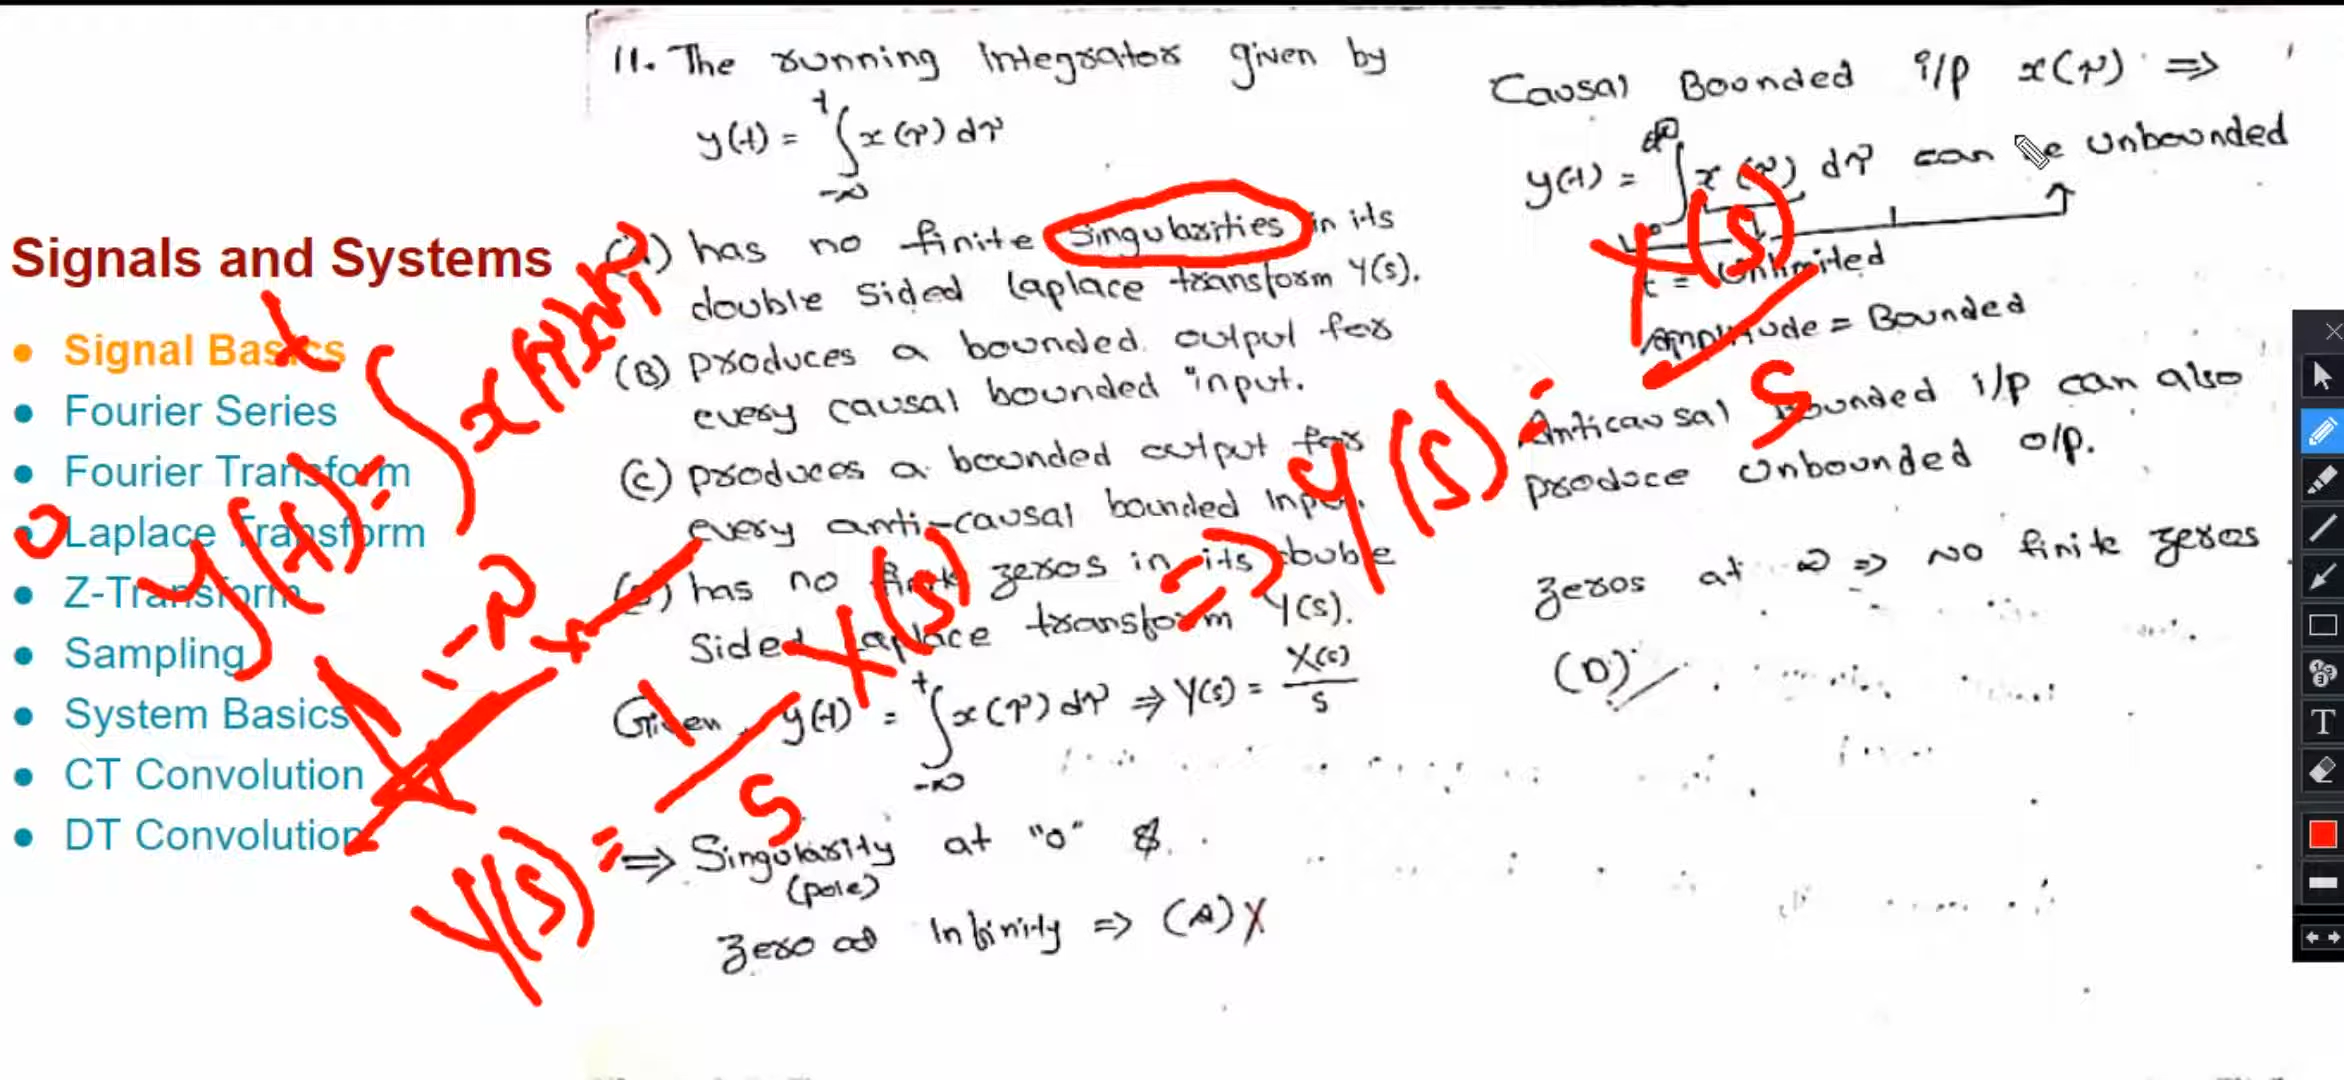 Signals and Systems
Signal Basics
Fourier Series
Fourier Transform
Laplace Transform
Z-Transform
Sampling
System Basics
CT Convolution
DT Convolution
11. The running Integrator given by
y(t) = ∫ x(τ) dτ
t
-∞
(A) has no finite Singularities in its
double sided laplace transform Y(s).
(B) produces a bounded output for
every causal bounded input.
(C) produces a bounded output for
every anti-causal bounded Input.
has no finite zeros in its double
Sided laplace transform Y(s).
Given, y(t) = ∫ x(τ) dτ ⇒ Y(s) = X(s)/s
t
-∞
⇒ Singularity at "0" &
(pole)
zero at Infinity ⇒ (A) X
Causal Bounded i/p x(τ) ⇒
y(t) = ∫ x(τ) dτ can be unbounded
t = Unlimited
Amplitude = Bounded
Anticausal Bounded i/p can also
produce Unbounded o/p.
zeros at ∞ ⇒ No finite zeros
(D)
Y(s) = 1/s X(s)
⇒ Y(s) = X(s)/s